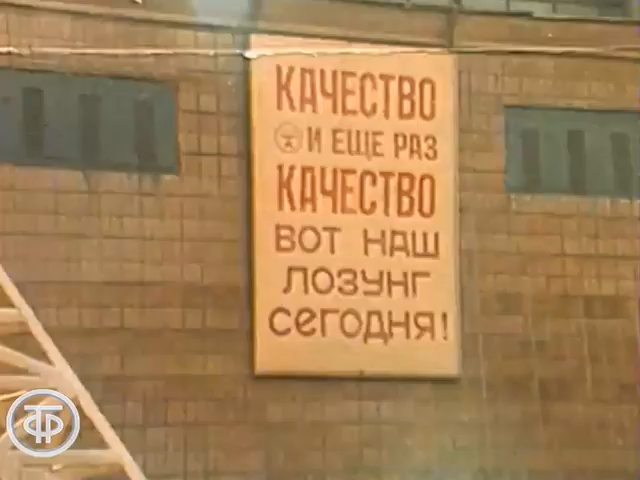 КАЧЕСТВО
И ЕЩЕ РАЗ
КАЧЕСТВО
ВОТ НАШ
ЛОЗУНГ
СЕГОДНЯ!